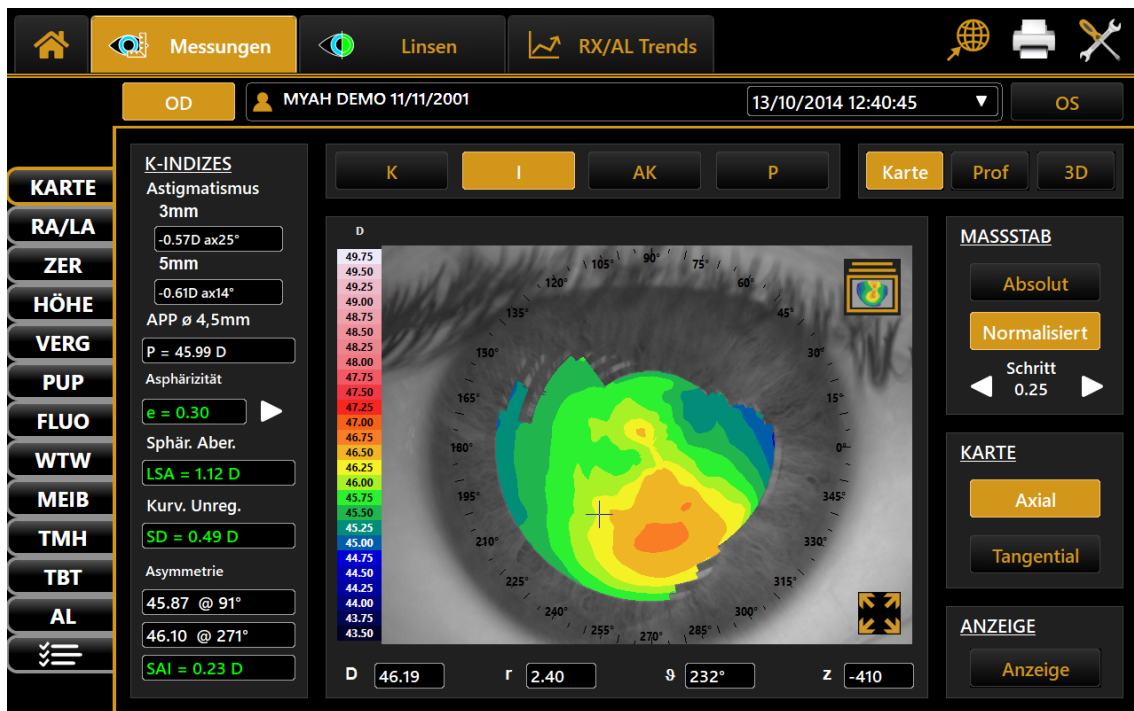 Messungen
Linsen
RX/AL Trends
OD
MYAH DEMO 11/11/2001
13/10/2014 12:40:45
OS
KARTE
RA/LA
ZER
HÖHE
VERG
PUP
FLUO
WTW
MEIB
TMH
TBT
AL
K-INDIZES
Astigmatismus
3mm
-0.57D ax25°
5mm
-0.61D ax14°
APP ø 4,5mm
P = 45.99 D
Asphärizität
e = 0.30
Sphär. Aber.
LSA = 1.12 D
Kurv. Unreg.
SD = 0.49 D
Asymmetrie
45.87 @ 91°
46.10 @ 271°
SAI = 0.23 D
K
I
AK
P
Karte
Prof
3D
D
49.75
49.50
49.25
49.00
48.75
48.50
48.25
48.00
47.75
47.50
47.25
47.00
46.75
46.50
46.25
46.00
45.75
45.50
45.25
45.00
44.75
44.50
44.25
44.00
43.75
43.50
90°
105°
75°
120°
60°
135°
45°
150°
30°
165°
15°
180°
0°
195°
345°
210°
330°
225°
315°
240°
300°
255°
270°
285°
D 46.19
r 2.40
ϑ 232°
z -410
MASSSTAB
Absolut
Normalisiert
Schritt
0.25
KARTE
Axial
Tangential
ANZEIGE
Anzeige